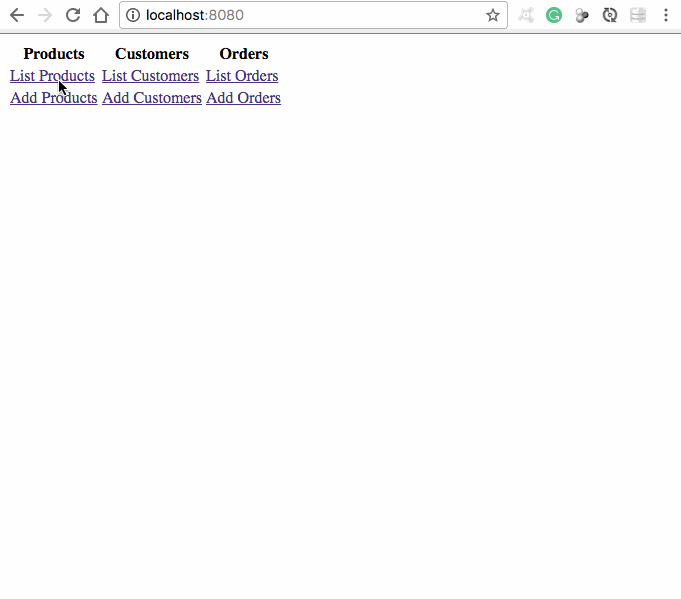 localhost:8080
Products Customers Orders
List Products List Customers List Orders
Add Products Add Customers Add Orders